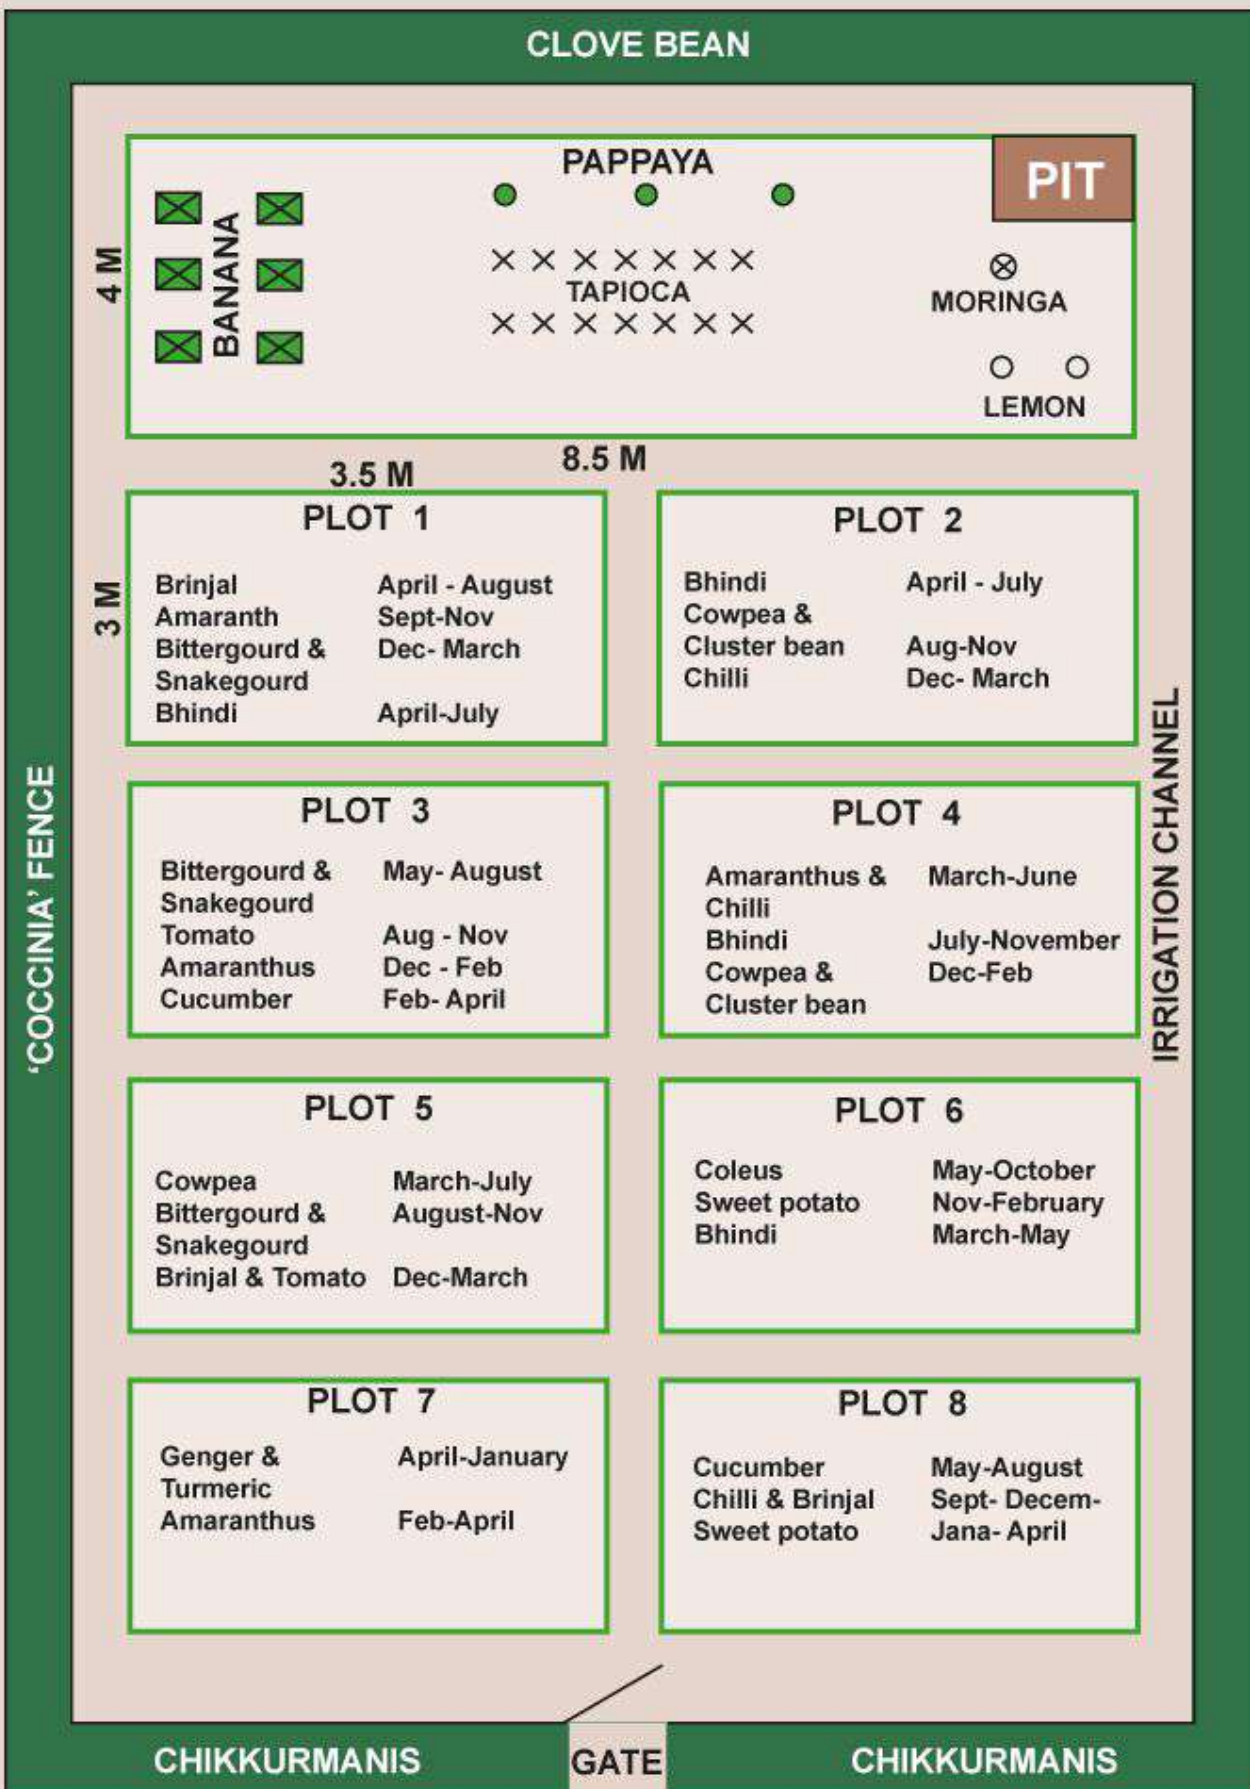 CLOVE BEAN
PAPPAYA
PIT
4 M
BANANA
TAPIOCA
MORINGA
LEMON
8.5 M
3.5 M
3 M
PLOT 1
Brinjal April - August
Amaranth Sept-Nov
Bittergourd & Dec- March
Snakegourd
Bhindi April-July
PLOT 2
Bhindi April - July
Cowpea &
Cluster bean Aug-Nov
Chilli Dec- March
'COCCINIA' FENCE
IRRIGATION CHANNEL
PLOT 3
Bittergourd & May- August
Snakegourd
Tomato Aug - Nov
Amaranthus Dec - Feb
Cucumber Feb- April
PLOT 4
Amaranthus & March-June
Chilli
Bhindi July-November
Cowpea & Dec-Feb
Cluster bean
PLOT 5
Cowpea March-July
Bittergourd & August-Nov
Snakegourd
Brinjal & Tomato Dec-March
PLOT 6
Coleus May-October
Sweet potato Nov-February
Bhindi March-May
PLOT 7
Genger & April-January
Turmeric
Amaranthus Feb-April
PLOT 8
Cucumber May-August
Chilli & Brinjal Sept- Decem-
Sweet potato Jana- April
CHIKKURMANIS
GATE
CHIKKURMANIS